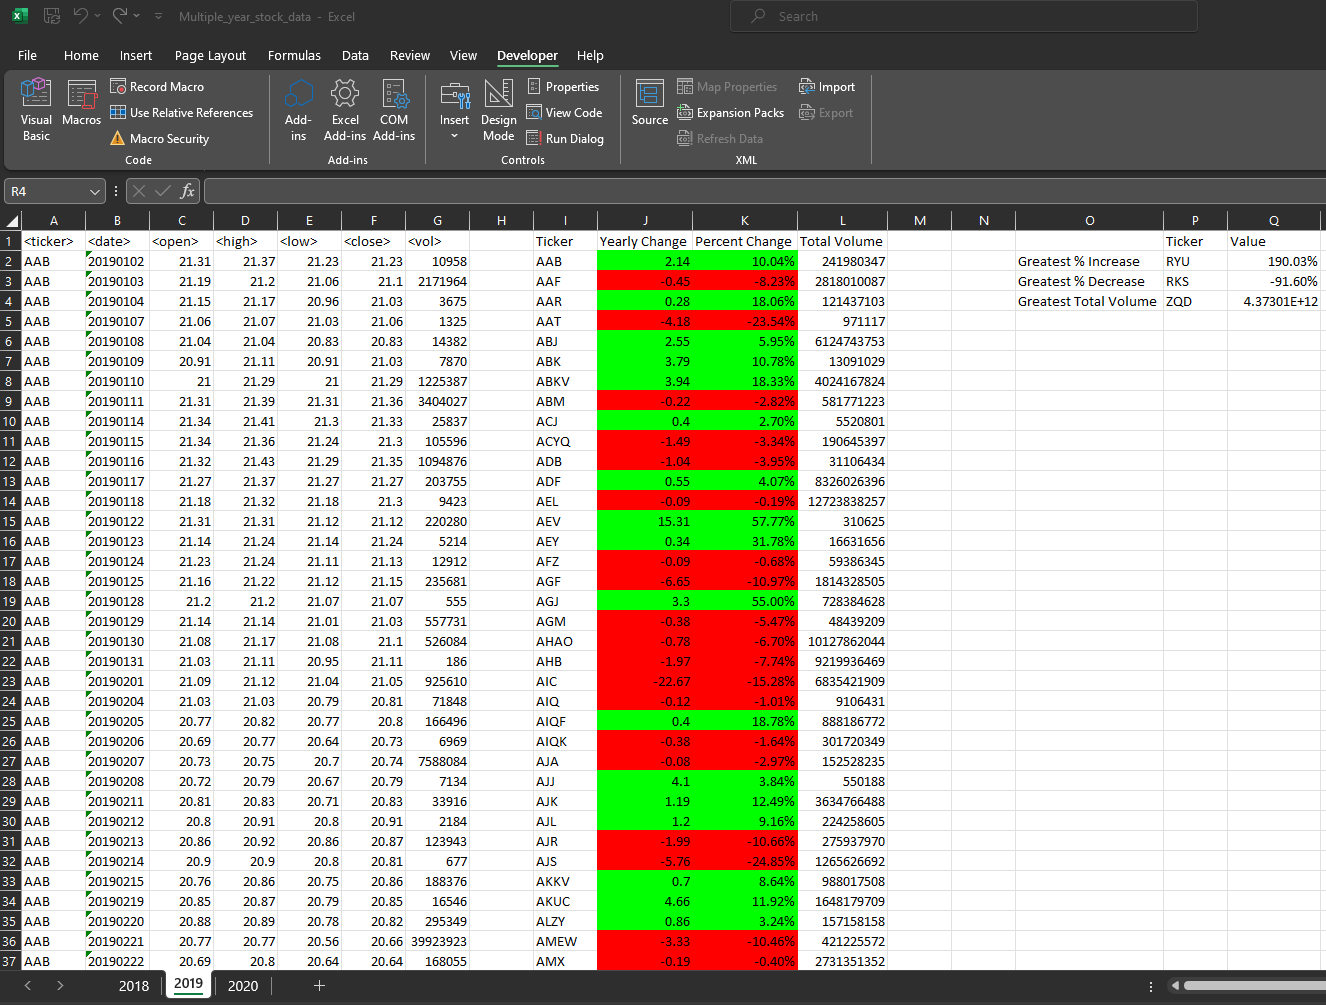 Multiple_year_stock_data - Excel
Search
File Home Insert Page Layout Formulas Data Review View Developer Help
Visual Basic Macros Record Macro Use Relative References Macro Security Code
Add-ins Excel Add-ins COM Add-ins Add-ins
Insert Design Mode Properties View Code Run Dialog Controls
Source Map Properties Expansion Packs Refresh Data Import Export XML
R4 fx
A B C D E F G H I J K L M N O P Q
1 <ticker> <date> <open> <high> <low> <close> <vol> Ticker Yearly Change Percent Change Total Volume Ticker Value
2 AAB 20190102 21.31 21.37 21.23 21.23 10958 AAB 2.14 10.04% 241980347 Greatest % Increase RYU 190.03%
3 AAB 20190103 21.19 21.2 21.06 21.1 2171964 AAF -0.45 -8.23% 2818010087 Greatest % Decrease RKS -91.60%
4 AAB 20190104 21.15 21.17 20.96 21.03 3675 AAR 0.28 18.06% 121437103 Greatest Total Volume ZQD 4.37301E+12
5 AAB 20190107 21.06 21.07 21.03 21.06 1325 AAT -4.18 -23.54% 971117
6 AAB 20190108 21.04 21.04 20.83 20.83 14382 ABJ 2.55 5.95% 6124743753
7 AAB 20190109 20.91 21.11 20.91 21.03 7870 ABK 3.79 10.78% 13091029
8 AAB 20190110 21 21.29 21 21.29 1225387 ABKV 3.94 18.33% 4024167824
9 AAB 20190111 21.31 21.39 21.31 21.36 3404027 ABM -0.22 -2.82% 581771223
10 AAB 20190114 21.34 21.41 21.3 21.33 25837 ACJ 0.4 2.70% 5520801
11 AAB 20190115 21.34 21.36 21.24 21.3 105596 ACYQ -1.49 -3.34% 190645397
12 AAB 20190116 21.32 21.43 21.29 21.35 1094876 ADB -1.04 -3.95% 31106434
13 AAB 20190117 21.27 21.37 21.27 21.27 203755 ADF 0.55 4.07% 8326026396
14 AAB 20190118 21.18 21.32 21.18 21.3 9423 AEL -0.09 -0.19% 12723838257
15 AAB 20190122 21.31 21.31 21.12 21.12 220280 AEV 15.31 57.77% 310625
16 AAB 20190123 21.14 21.24 21.14 21.24 5214 AEY 0.34 31.78% 16631656
17 AAB 20190124 21.23 21.24 21.11 21.13 12912 AFZ -0.09 -0.68% 59386345
18 AAB 20190125 21.16 21.22 21.12 21.15 235681 AGF -6.65 -10.97% 1814328505
19 AAB 20190128 21.2 21.2 21.07 21.07 555 AGJ 3.3 55.00% 728384628
20 AAB 20190129 21.14 21.14 21.01 21.03 557731 AGM -0.38 -5.47% 48439209
21 AAB 20190130 21.08 21.17 21.08 21.1 526084 AHAO -0.78 -6.70% 10127862044
22 AAB 20190131 21.03 21.11 20.95 21.11 186 AHB -1.97 -7.74% 9219936469
23 AAB 20190201 21.09 21.12 21.04 21.05 925610 AIC -22.67 -15.28% 6835421909
24 AAB 20190204 21.03 21.03 20.79 20.81 71848 AIQ -0.12 -1.01% 9106431
25 AAB 20190205 20.77 20.82 20.77 20.8 166496 AIQF 0.4 18.78% 888186772
26 AAB 20190206 20.69 20.77 20.64 20.73 6969 AIQK -0.38 -1.64% 301720349
27 AAB 20190207 20.73 20.75 20.7 20.74 7588084 AJA -0.08 -2.97% 152528235
28 AAB 20190208 20.72 20.79 20.67 20.79 7134 AJJ 4.1 3.84% 550188
29 AAB 20190211 20.81 20.83 20.71 20.83 33916 AJK 1.19 12.49% 3634766488
30 AAB 20190212 20.8 20.91 20.8 20.91 2184 AJL 1.2 9.16% 224258605
31 AAB 20190213 20.86 20.92 20.86 20.87 123943 AJR -1.99 -10.66% 275937970
32 AAB 20190214 20.9 20.9 20.8 20.81 677 AJS -5.76 -24.85% 1265626692
33 AAB 20190215 20.76 20.86 20.75 20.86 188376 AKKV 0.7 8.64% 988017508
34 AAB 20190219 20.85 20.87 20.79 20.85 16546 AKUC 4.66 11.92% 1648179709
35 AAB 20190220 20.88 20.89 20.78 20.82 295349 ALZY 0.86 3.24% 157158158
36 AAB 20190221 20.77 20.77 20.56 20.66 39923923 AMEW -3.33 -10.46% 421225572
37 AAB 20190222 20.69 20.8 20.64 20.64 168055 AMX -0.19 -0.40% 2731351352
2018 2019 2020